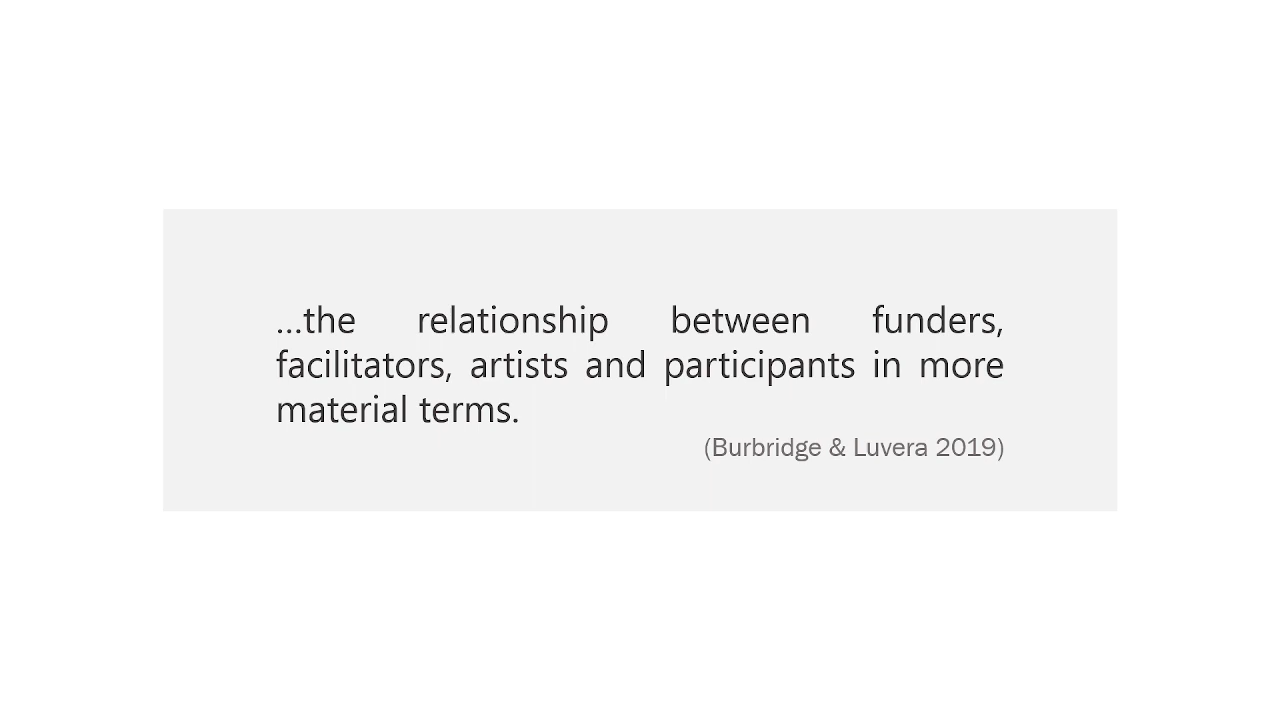 ...the relationship between funders,
facilitators, artists and participants in more
material terms.
(Burbridge & Luvera 2019)